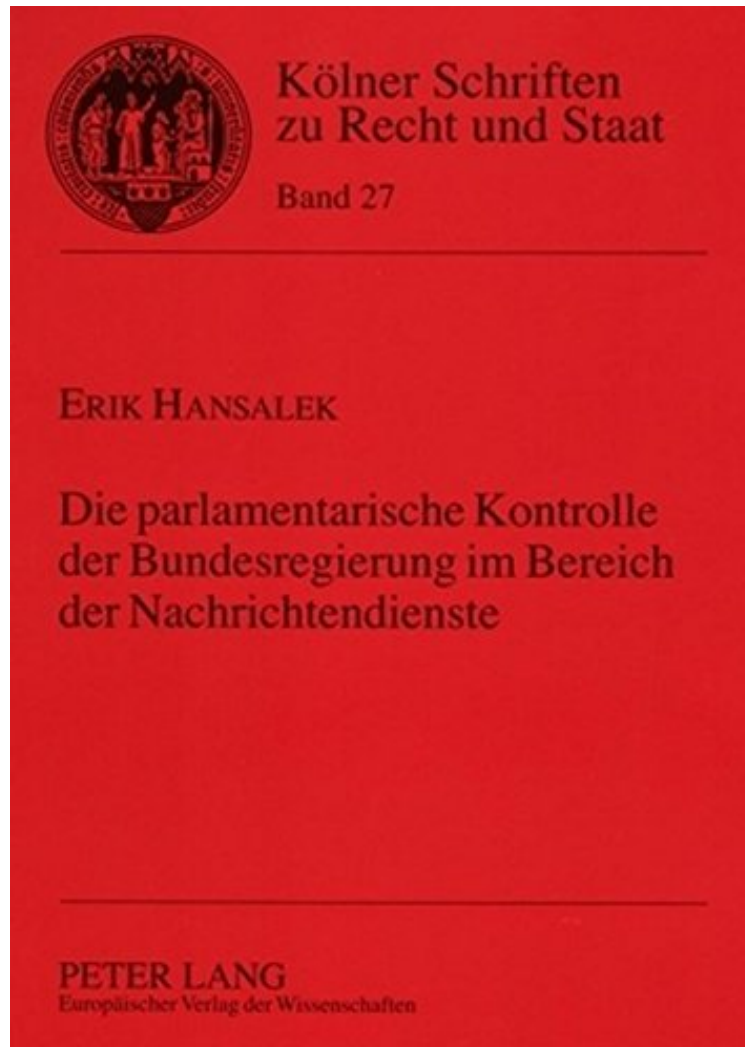 Kölner Schriften
zu Recht und Staat
Band 27
ERIK HANSALEK
Die parlamentarische Kontrolle
der Bundesregierung im Bereich
der Nachrichtendienste
PETER LANG
Europäischer Verlag der Wissenschaften